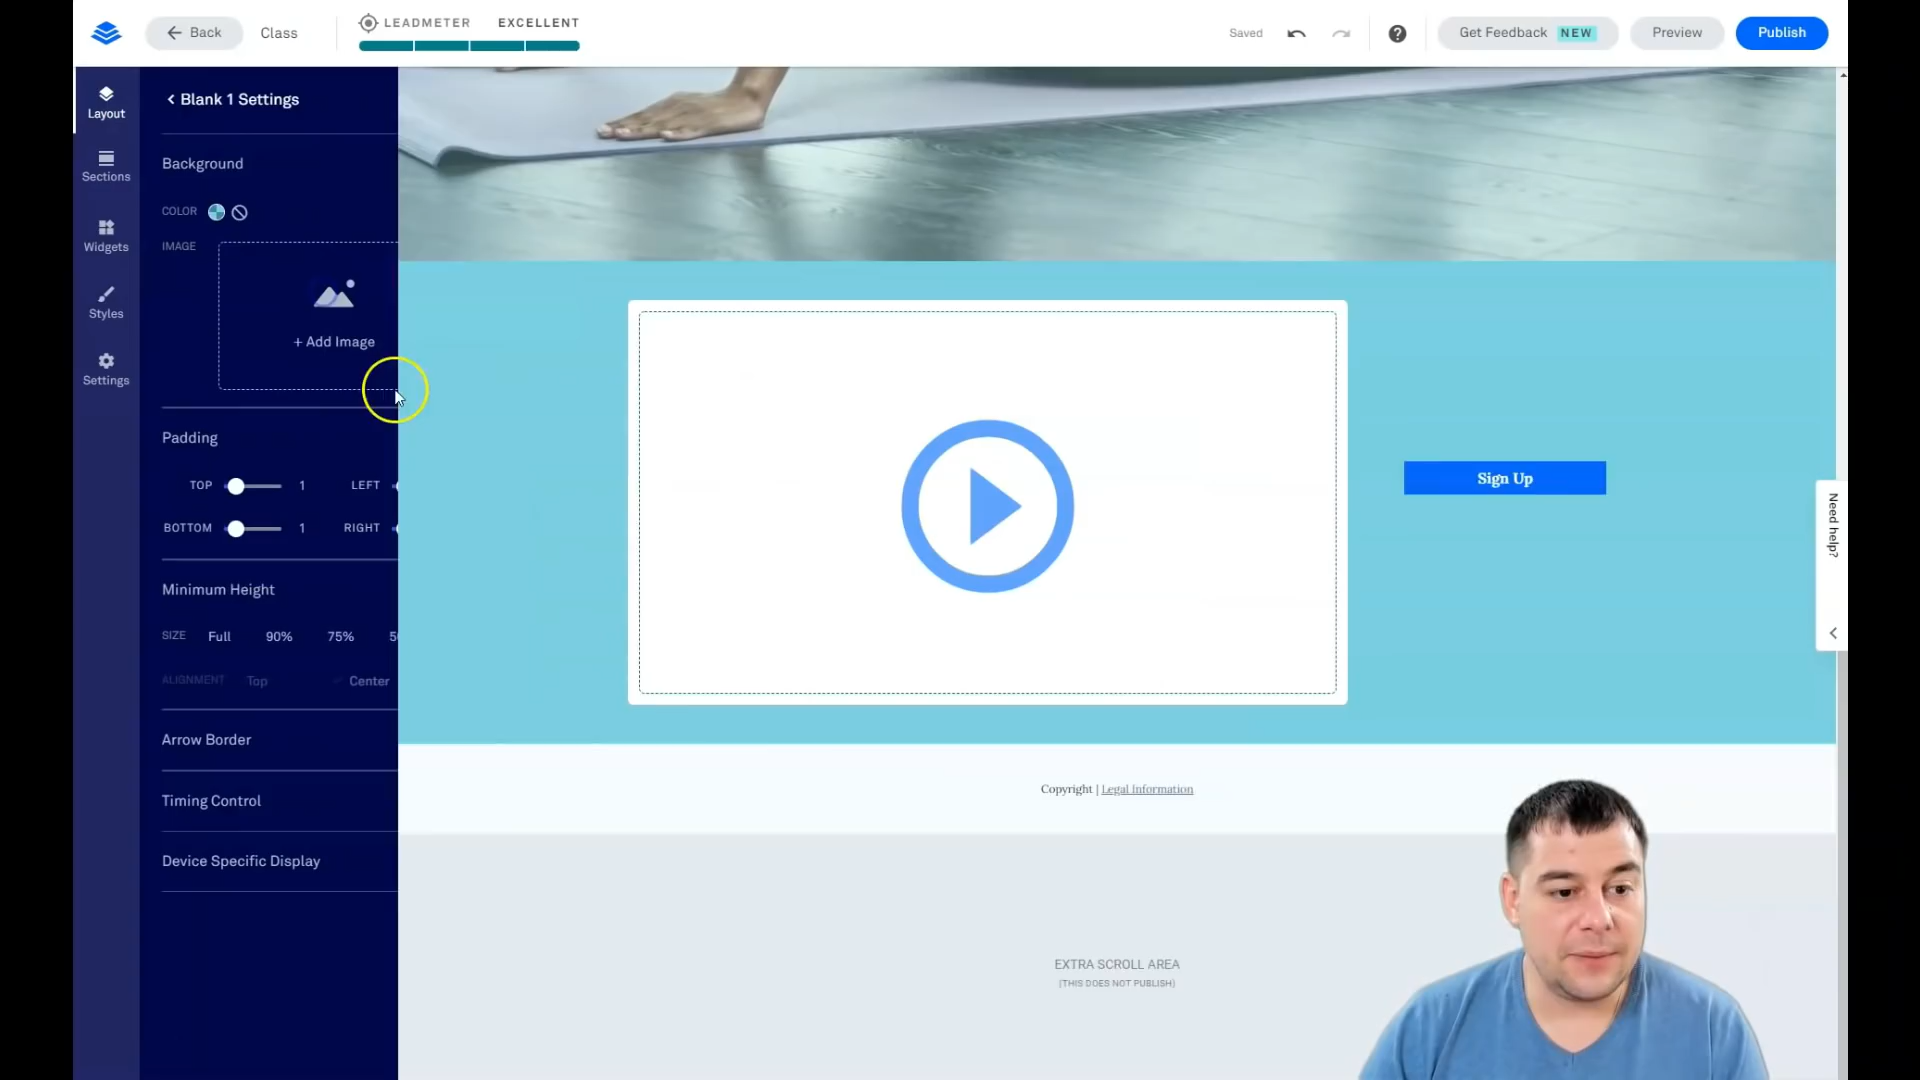 Back
Class
LEADMETER EXCELLENT
Saved
Get Feedback NEW
Preview
Publish
Layout
Sections
Widgets
Styles
Settings
Blank 1 Settings
Background
COLOR
IMAGE
+ Add Image
Padding
TOP 1 LEFT
BOTTOM 1 RIGHT
Minimum Height
SIZE Full 90% 75%
ALIGNMENT Top Center
Arrow Border
Timing Control
Device Specific Display
Sign Up
Need help?
Copyright | Legal Information
EXTRA SCROLL AREA
(THIS DOES NOT PUBLISH)